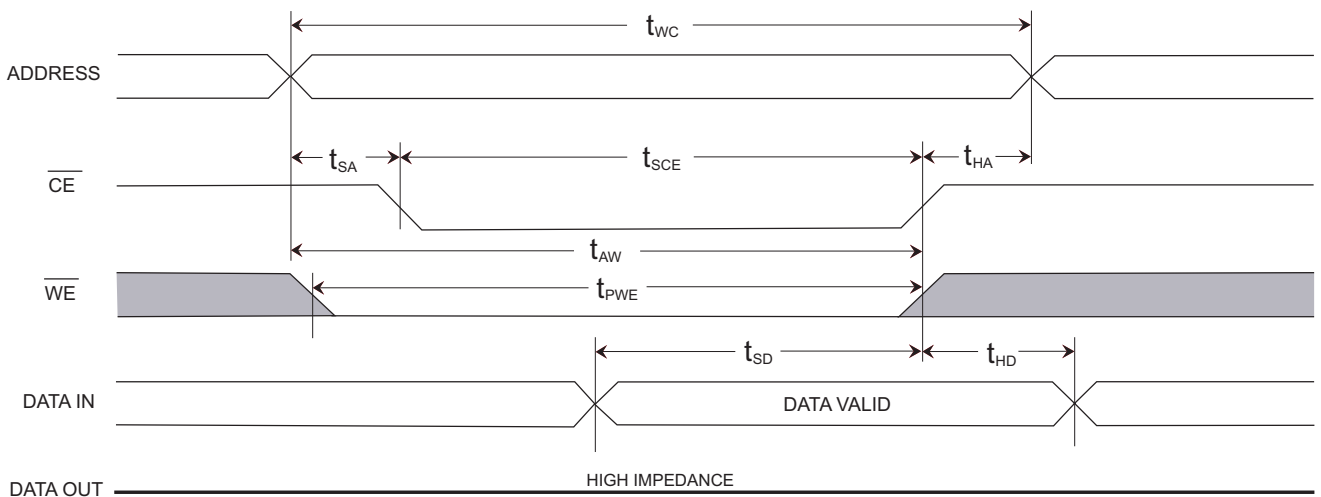 tWC
ADDRESS
tSA
tSCE
tHA
CE
tAW
WE
tPWE
tSD
tHD
DATA IN
DATA VALID
DATA OUT
HIGH IMPEDANCE